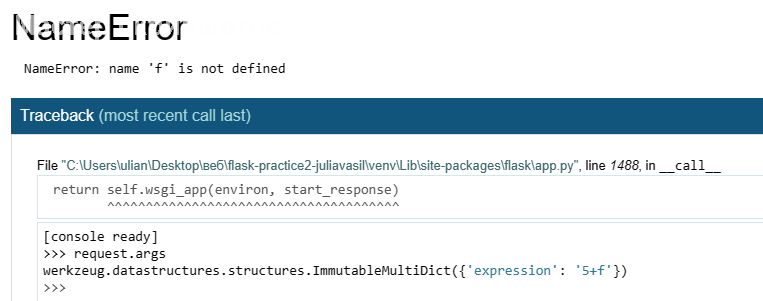 NameError
NameError: name 'f' is not defined
Traceback (most recent call last)
File "C:\Users\ulian\Desktop\веб\flask-practice2-juliavasil\venv\Lib\site-packages\flask\app.py", line 1488, in __call__
return self.wsgi_app(environ, start_response)
^^^^^^^^^^^^^^^^^^^^^^^^^^^^^^^^^^^^^^
[console ready]
>>> request.args
werkzeug.datastructures.structures.ImmutableMultiDict({'expression': '5+f'})
>>>